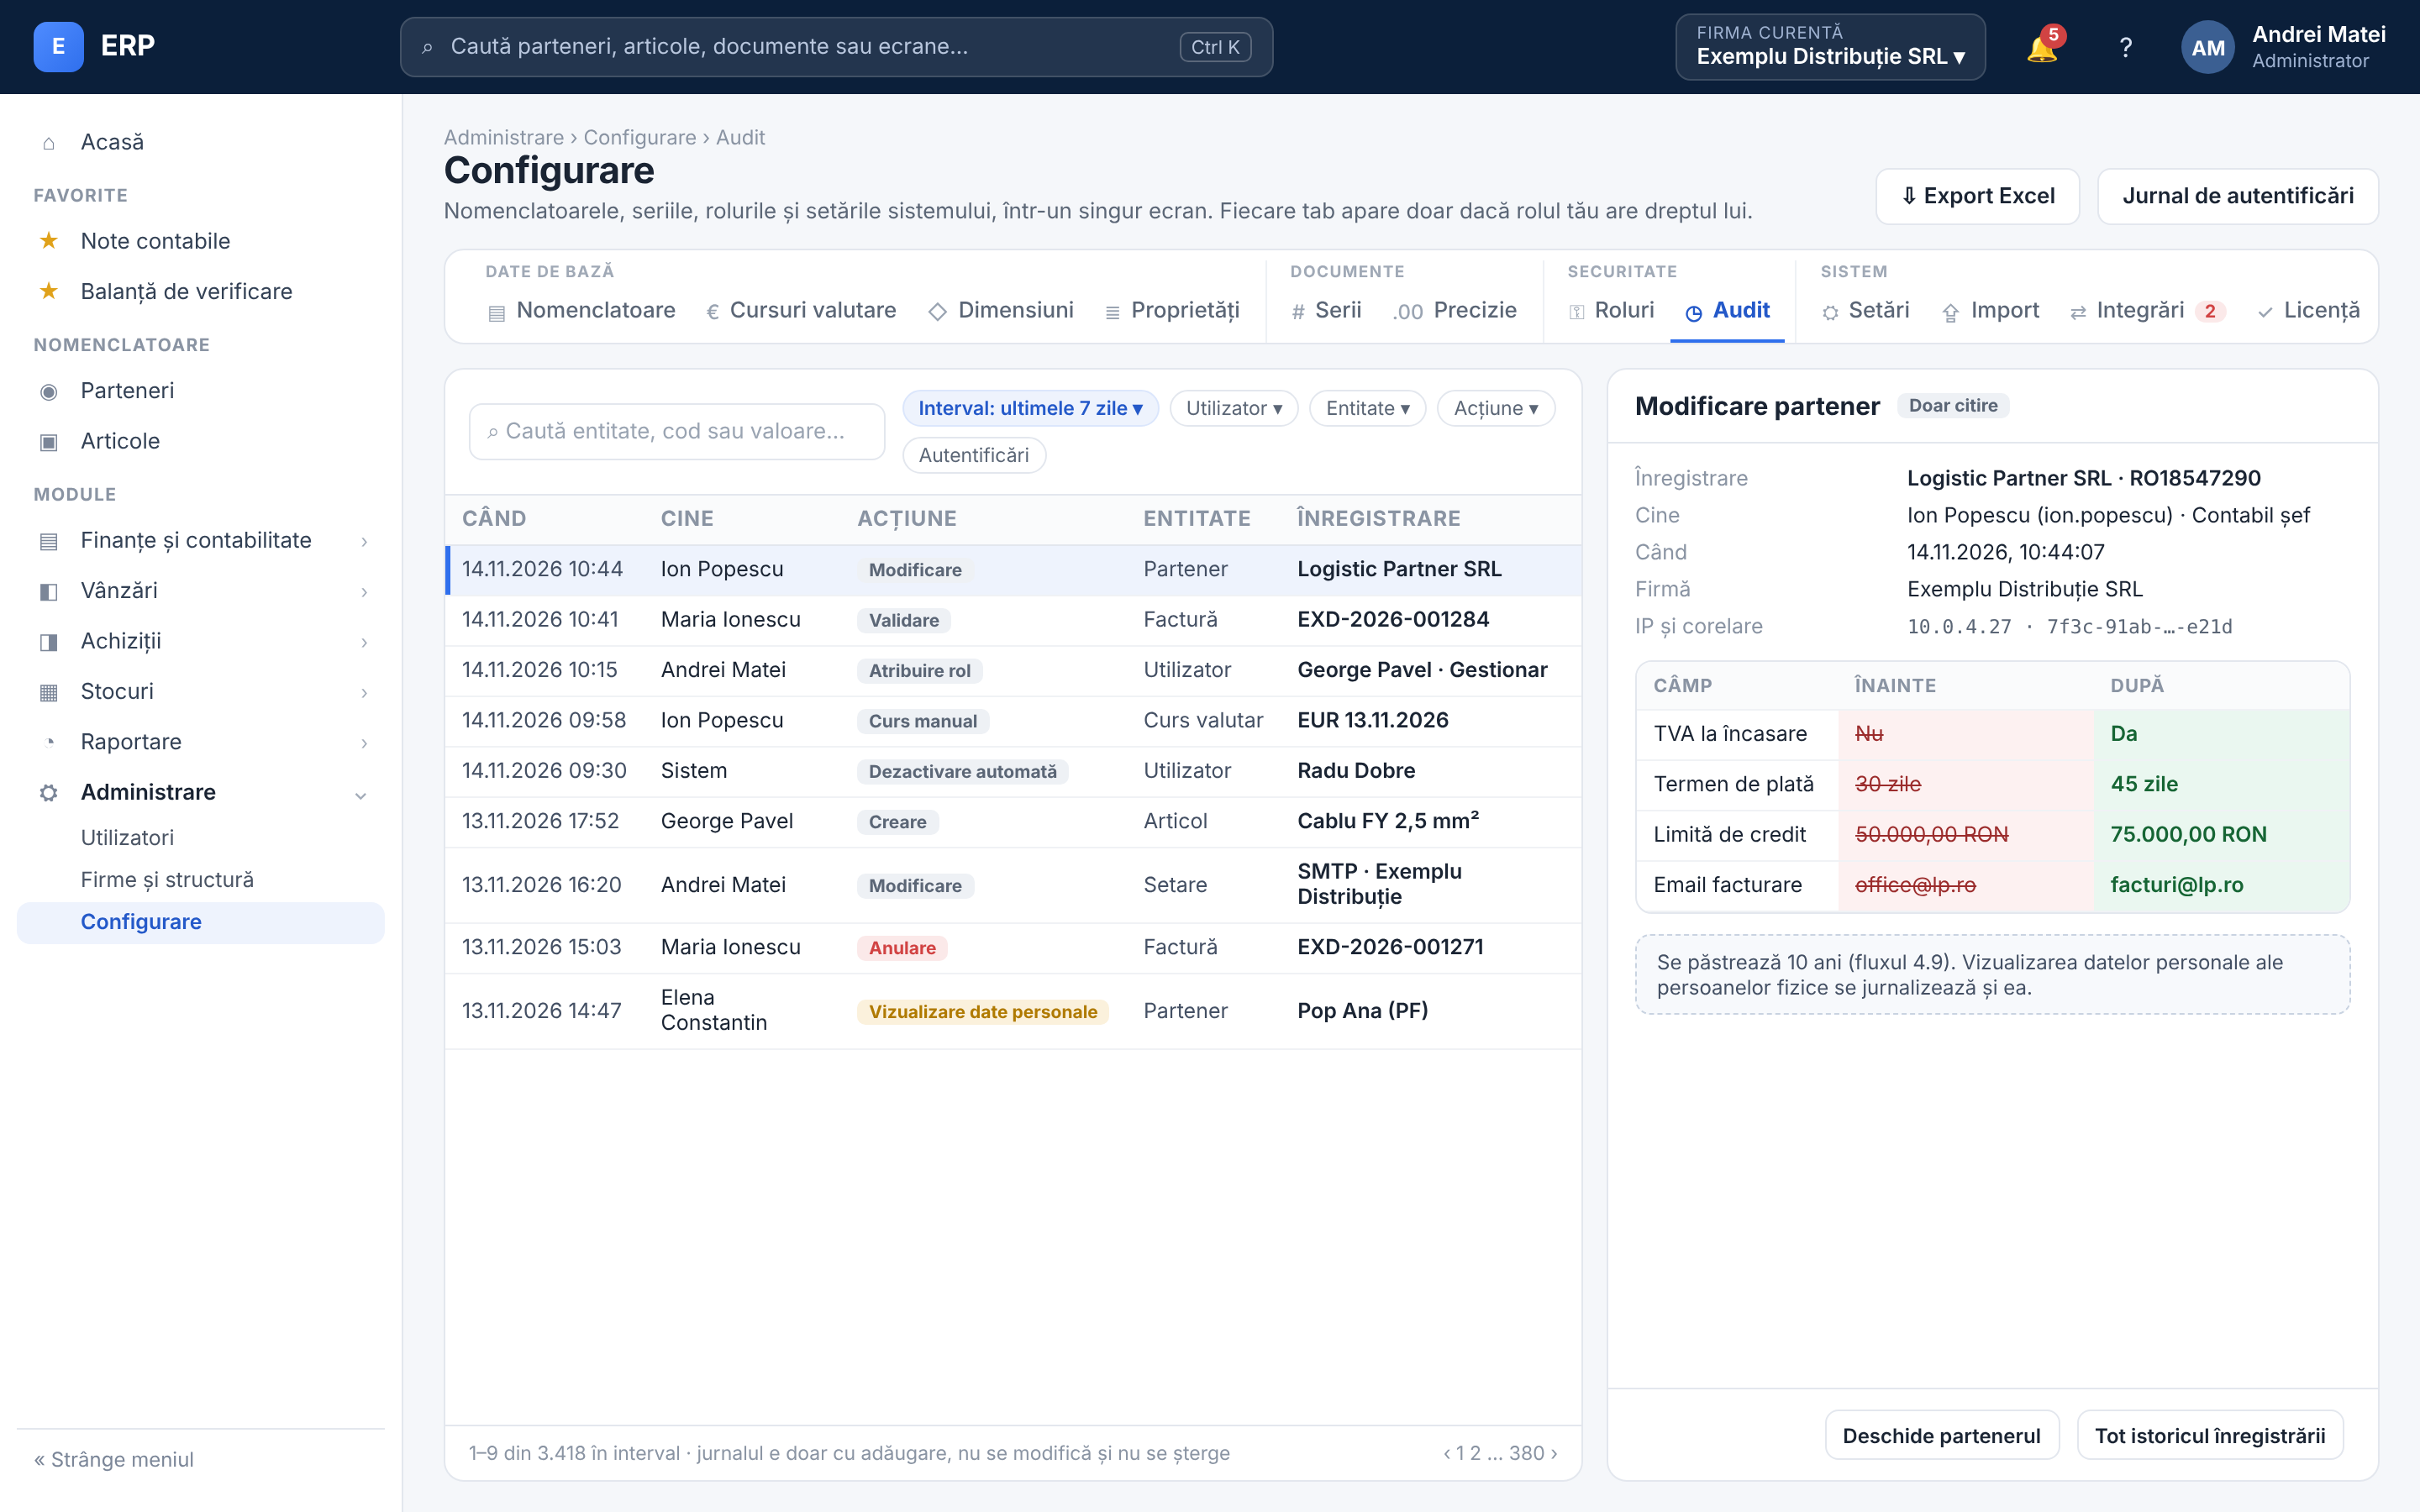 E ERP
Caută parteneri, articole, documente sau ecrane... Ctrl K
FIRMA CURENTĂ
Exemplu Distribuție SRL ▾
5
?
AM
Andrei Matei
Administrator
Acasă
FAVORITE
★ Note contabile
★ Balanță de verificare
NOMENCLATOARE
Parteneri
Articole
MODULE
Finanțe și contabilitate ›
Vânzări ›
Achiziții ›
Stocuri ›
Raportare ›
Administrare
Utilizatori
Firme și structură
Configurare
« Strânge meniul
Administrare › Configurare › Audit
Configurare
Nomenclatoarele, seriile, rolurile și setările sistemului, într-un singur ecran. Fiecare tab apare doar dacă rolul tău are dreptul lui.
⇩ Export Excel
Jurnal de autentificări
DATE DE BAZĂ
Nomenclatoare € Cursuri valutare ◇ Dimensiuni ≣ Proprietăți
DOCUMENTE
# Serii .00 Precizie
SECURITATE
Roluri Audit
SISTEM
Setări Import ⇄ Integrări 2 ✓ Licență
Caută entitate, cod sau valoare...
Interval: ultimele 7 zile ▾ Utilizator ▾ Entitate ▾ Acțiune ▾
Autentificări
CÂND CINE ACȚIUNE ENTITATE ÎNREGISTRARE
14.11.2026 10:44 Ion Popescu Modificare Partener Logistic Partner SRL
14.11.2026 10:41 Maria Ionescu Validare Factură EXD-2026-001284
14.11.2026 10:15 Andrei Matei Atribuire rol Utilizator George Pavel · Gestionar
14.11.2026 09:58 Ion Popescu Curs manual Curs valutar EUR 13.11.2026
14.11.2026 09:30 Sistem Dezactivare automată Utilizator Radu Dobre
13.11.2026 17:52 George Pavel Creare Articol Cablu FY 2,5 mm²
13.11.2026 16:20 Andrei Matei Modificare Setare SMTP · Exemplu
Distribuție
13.11.2026 15:03 Maria Ionescu Anulare Factură EXD-2026-001271
13.11.2026 14:47 Elena
Constantin Vizualizare date personale Partener Pop Ana (PF)
1–9 din 3.418 în interval · jurnalul e doar cu adăugare, nu se modifică și nu se șterge
‹ 1 2 ... 380 ›
Modificare partener Doar citire
Înregistrare Logistic Partner SRL · RO18547290
Cine Ion Popescu (ion.popescu) · Contabil șef
Când 14.11.2026, 10:44:07
Firmă Exemplu Distribuție SRL
IP și corelare 10.0.4.27 · 7f3c-91ab-…-e21d
CÂMP ÎNAINTE DUPĂ
TVA la încasare Nu Da
Termen de plată 30 zile 45 zile
Limită de credit 50.000,00 RON 75.000,00 RON
Email facturare office@lp.ro facturi@lp.ro
Se păstrează 10 ani (fluxul 4.9). Vizualizarea datelor personale ale
persoanelor fizice se jurnalizează și ea.
Deschide partenerul
Tot istoricul înregistrării